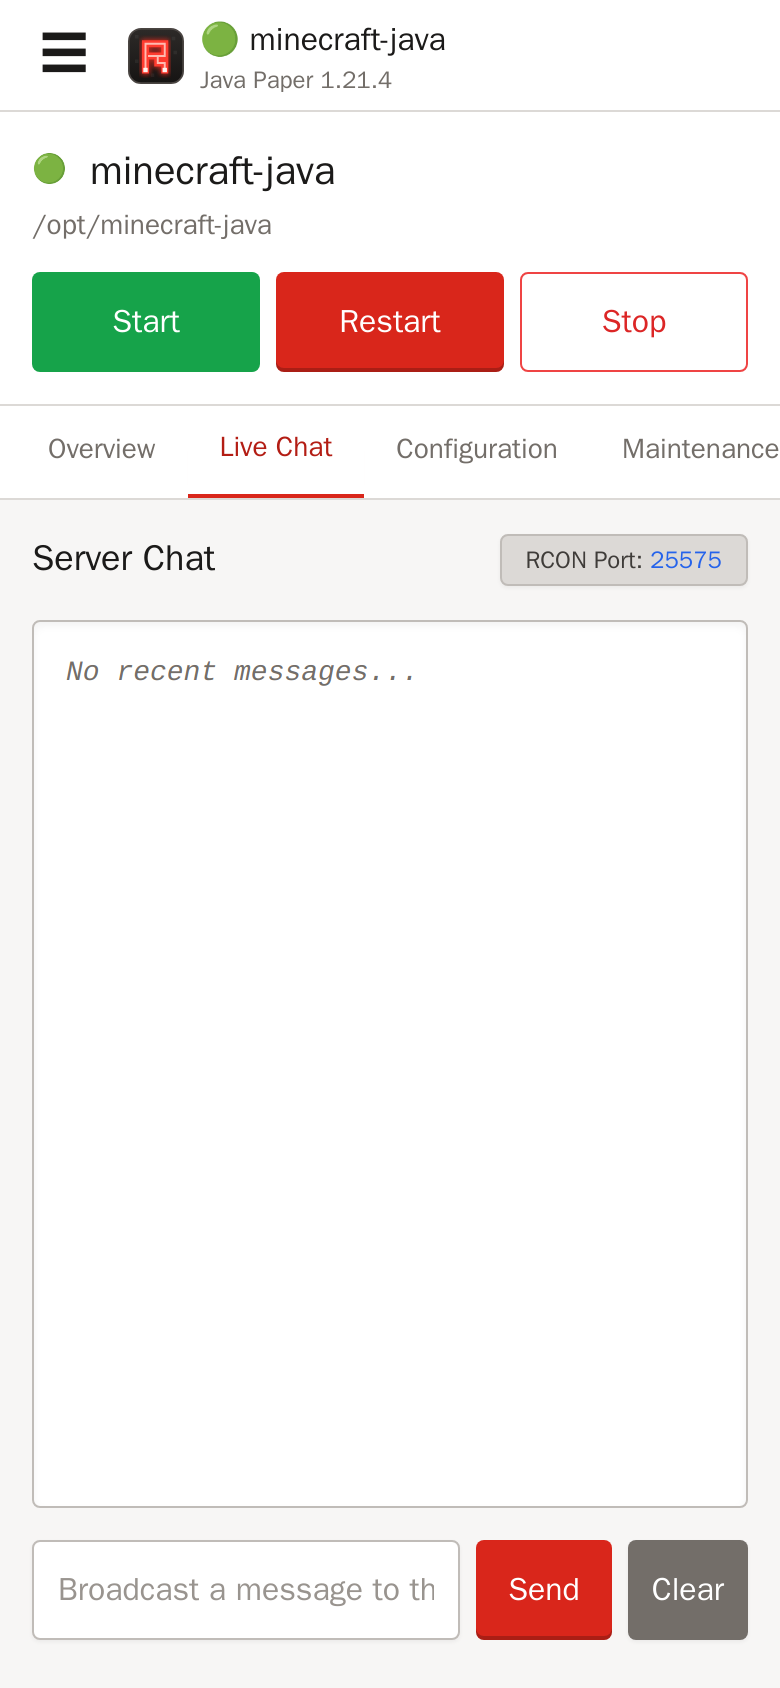 minecraft-java
Java Paper 1.21.4
minecraft-java
/opt/minecraft-java
Start Restart Stop
Overview Live Chat Configuration Maintenance
Server Chat RCON Port: 25575
No recent messages...
Broadcast a message to th Send Clear